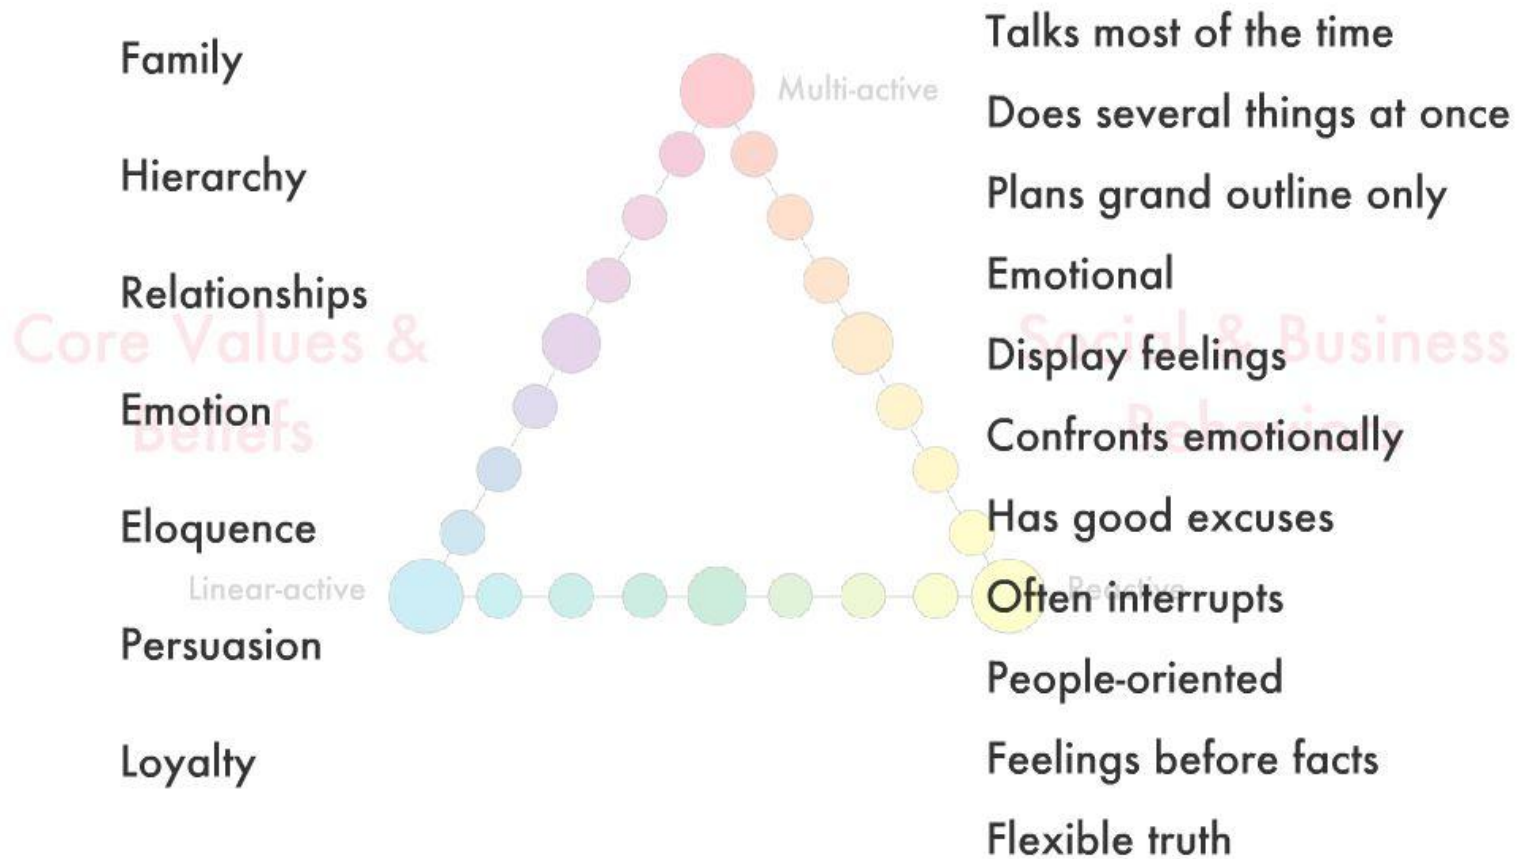 Family
Hierarchy
Relationships
Core Values &
Emotion
Beliefs
Eloquence
Linear-active
Persuasion
Loyalty
Multi-active
Talks most of the time
Does several things at once
Plans grand outline only
Emotional
Social & Business
Display feelings
Confronts emotionally
Has good excuses
Often interrupts
Reactive
People-oriented
Feelings before facts
Flexible truth